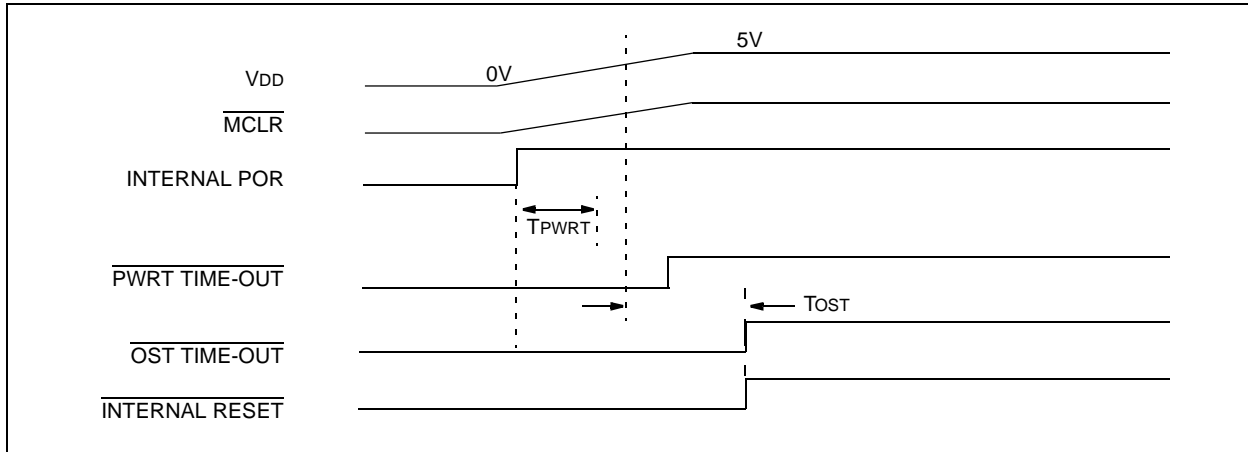 5V
VDD 0V
MCLR
INTERNAL POR
TPWRT
PWRT TIME-OUT
TOST
OST TIME-OUT
INTERNAL RESET